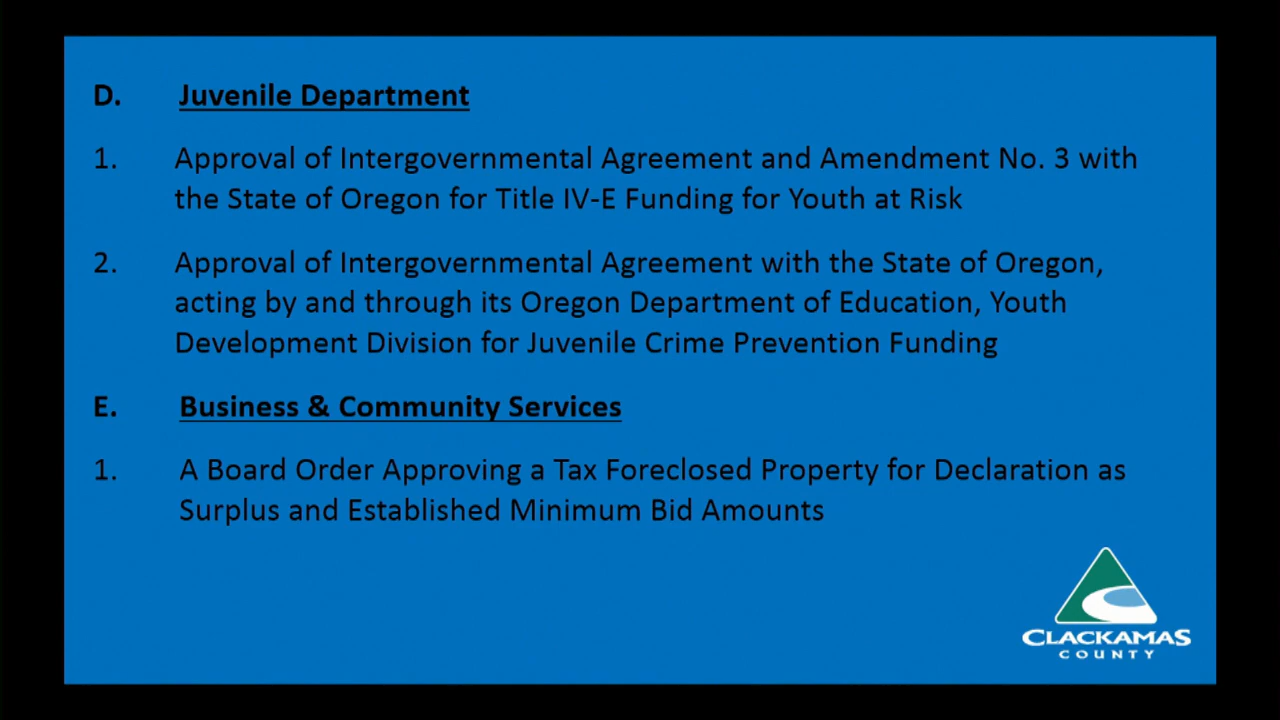 D. Juvenile Department
1. Approval of Intergovernmental Agreement and Amendment No. 3 with
the State of Oregon for Title IV-E Funding for Youth at Risk
2. Approval of Intergovernmental Agreement with the State of Oregon,
acting by and through its Oregon Department of Education, Youth
Development Division for Juvenile Crime Prevention Funding
E. Business & Community Services
1. A Board Order Approving a Tax Foreclosed Property for Declaration as
Surplus and Established Minimum Bid Amounts
CLACKAMAS
COUNTY